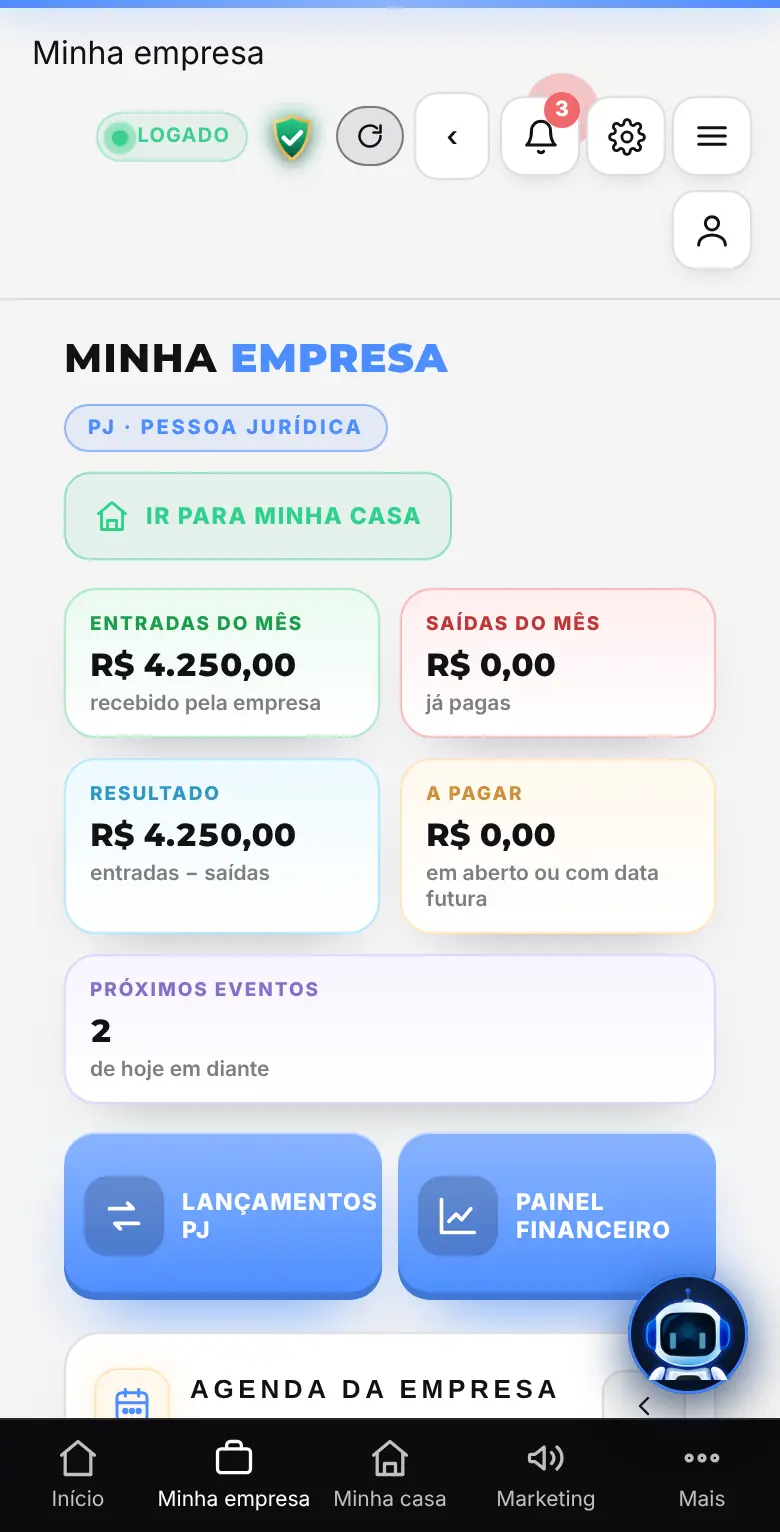 Minha empresa
LOGADO
3
MINHA EMPRESA
PJ · PESSOA JURÍDICA
IR PARA MINHA CASA
ENTRADAS DO MÊS
R$ 4.250,00
recebido pela empresa
SAÍDAS DO MÊS
R$ 0,00
já pagas
RESULTADO
R$ 4.250,00
entradas − saídas
A PAGAR
R$ 0,00
em aberto ou com data
futura
PRÓXIMOS EVENTOS
2
de hoje em diante
LANÇAMENTOS
PJ
PAINEL
FINANCEIRO
AGENDA DA EMPRESA
Início
Minha empresa
Minha casa
Marketing
Mais